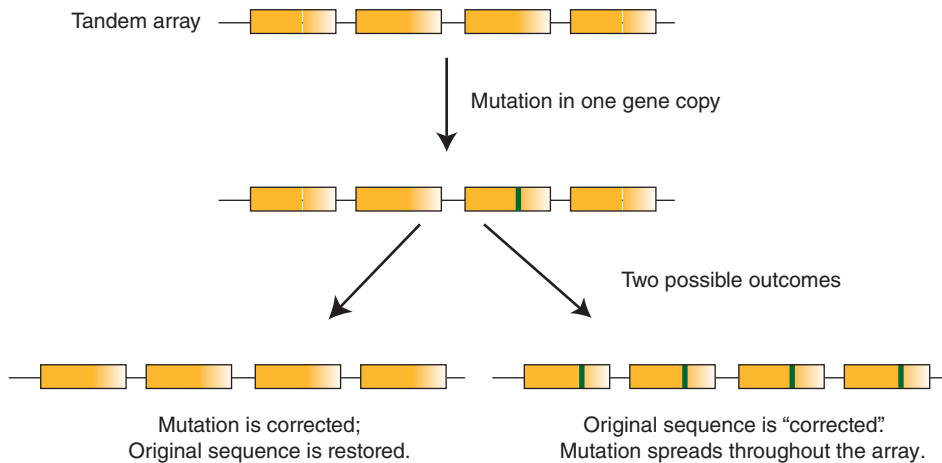 Tandem array
Mutation in one gene copy
Two possible outcomes
Mutation is corrected;
Original sequence is restored.
Original sequence is “corrected”.
Mutation spreads throughout the array.